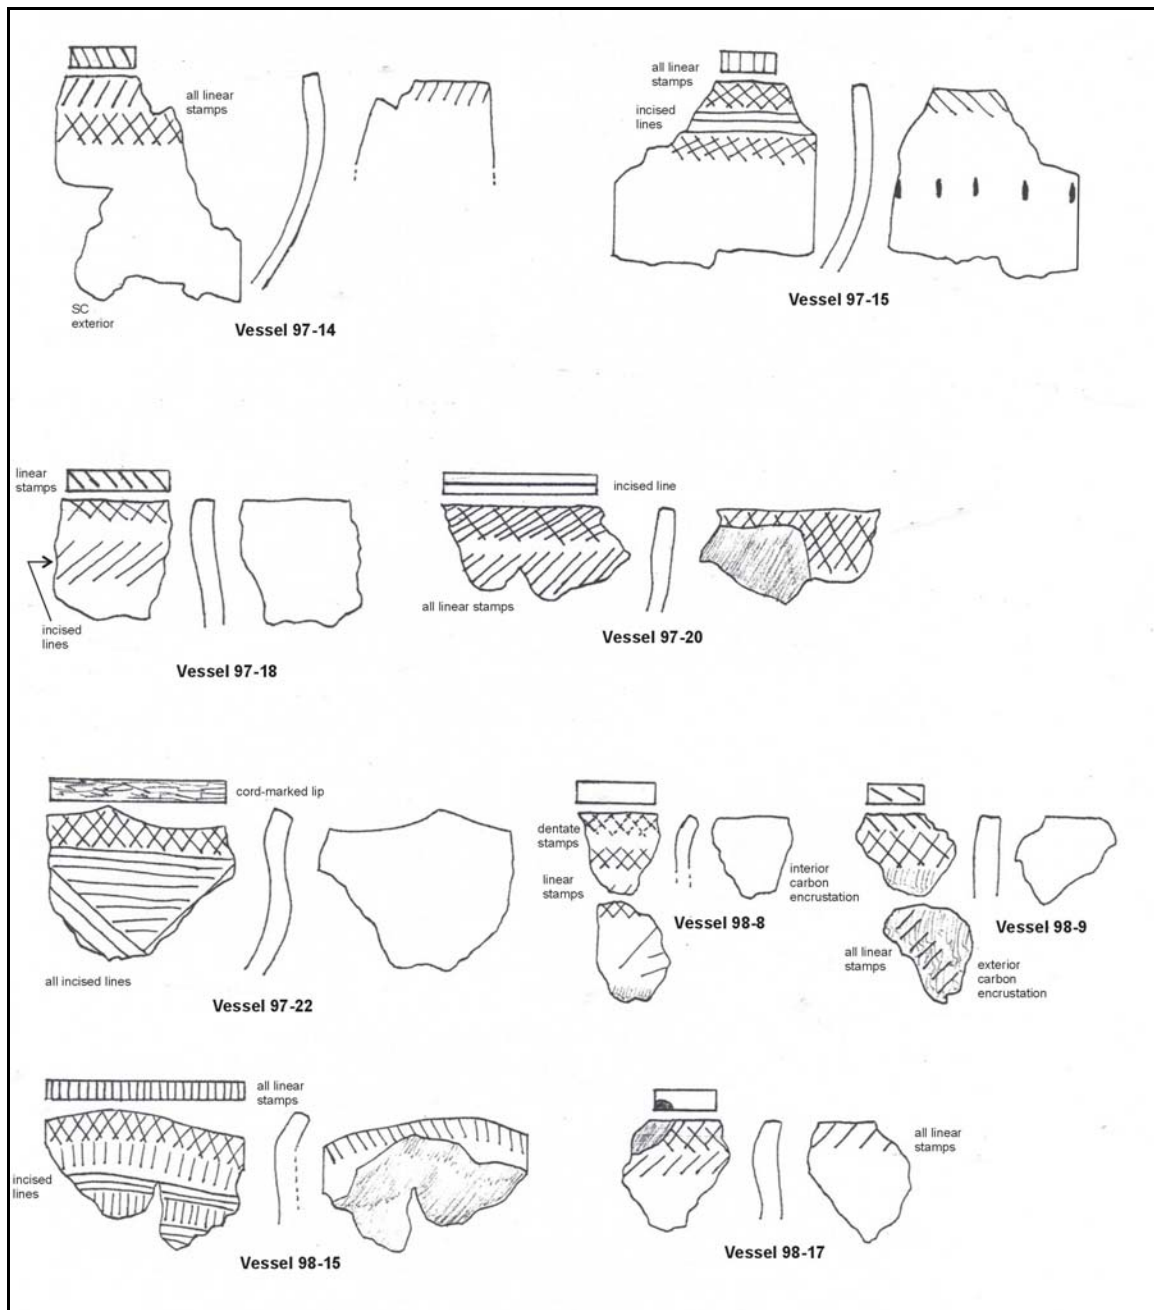 all linear
stamps
SC
exterior
Vessel 97-14
all linear
stamps
incised
lines
Vessel 97-15
linear
stamps
incised
lines
Vessel 97-18
incised line
all linear stamps
Vessel 97-20
cord-marked lip
all incised lines
Vessel 97-22
dentate
stamps
linear
stamps
interior
carbon
encrustation
Vessel 98-8
all linear
stamps
exterior
carbon
encrustation
Vessel 98-9
all linear
stamps
incised
lines
Vessel 98-15
all linear
stamps
Vessel 98-17